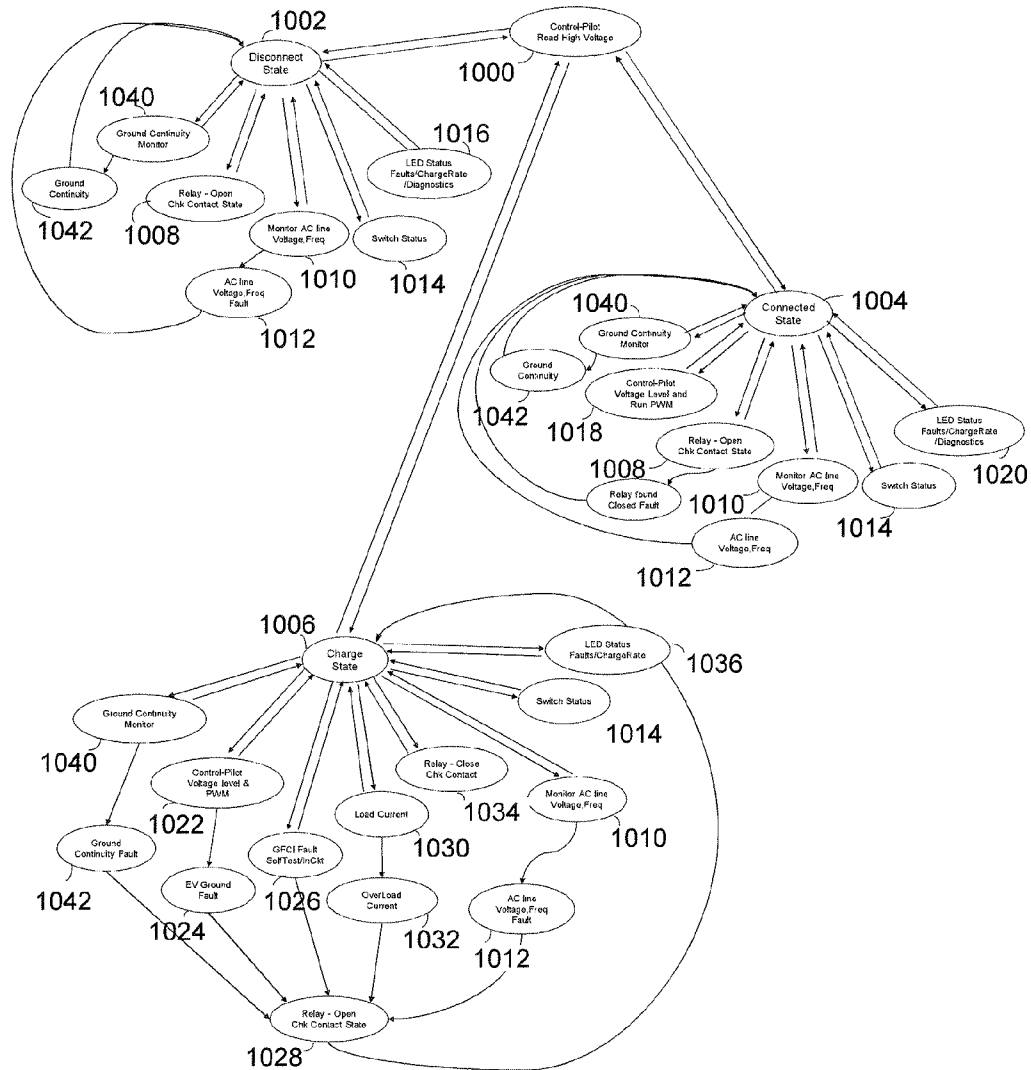 Control-Pilot
Read High Voltage
1000
1002
Disconnect
State
1040
Ground Continuity
Monitor
1016
LED Status
Faults/ChargeRate
/Diagnostics
Ground
Continuity
1042
Relay - Open
Chk Contact State
1008
Monitor AC line
Voltage,Freq
1010
Switch Status
1014
AC line
Voltage,Freq
Fault
1012
Connected
State
1004
1040
Ground Continuity
Monitor
Ground
Continuity
1042
Control-Pilot
Voltage Level and
Run PWM
1018
Relay - Open
Chk Contact State
1008
LED Status
Faults/ChargeRate
/Diagnostics
1020
Monitor AC line
Voltage,Freq
1010
Switch Status
1014
Relay found
Closed Fault
AC line
Voltage,Freq
1012
1006
Charge
State
LED Status
Faults/ChargeRate
1036
Switch Status
1014
Ground Continuity
Monitor
1040
Control-Pilot
Voltage level &
PWM
1022
Relay - Close
Chk Contact
1034
Monitor AC line
Voltage,Freq
1010
Load Current
1030
Ground
Continuity Fault
1042
GFCI Fault
SelfTest/InCkt
1026
EV Ground
Fault
1024
OverLoad
Current
1032
AC line
Voltage,Freq
Fault
1012
Relay - Open
Chk Contact State
1028